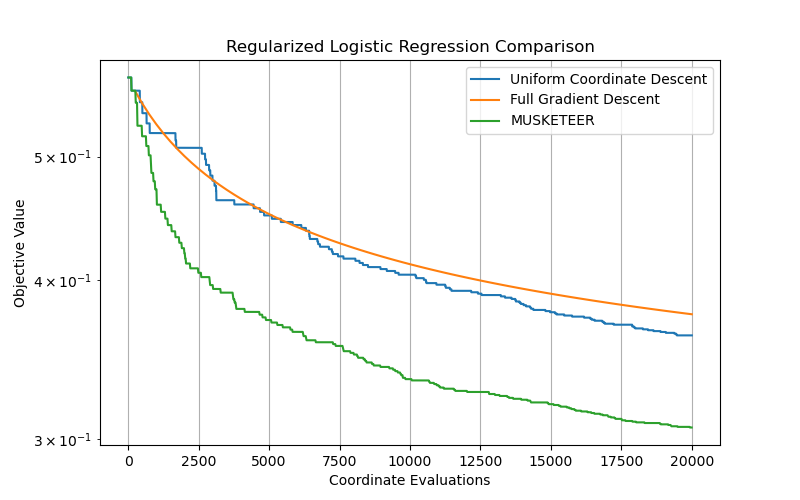 Regularized Logistic Regression Comparison
Uniform Coordinate Descent
Full Gradient Descent
MUSKETEER
Objective Value
5 × 10⁻¹
4 × 10⁻¹
3 × 10⁻¹
0 2500 5000 7500 10000 12500 15000 17500 20000
Coordinate Evaluations